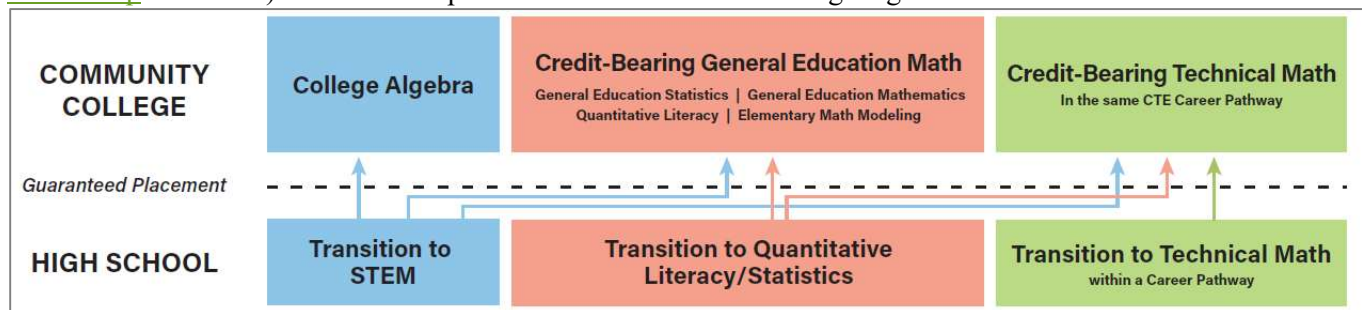 COMMUNITY
COLLEGE
College Algebra
Credit-Bearing General Education Math
General Education Statistics | General Education Mathematics
Quantitative Literacy | Elementary Math Modeling
Credit-Bearing Technical Math
In the same CTE Career Pathway
Guaranteed Placement
HIGH SCHOOL
Transition to
STEM
Transition to Quantitative
Literacy/Statistics
Transition to Technical Math
within a Career Pathway